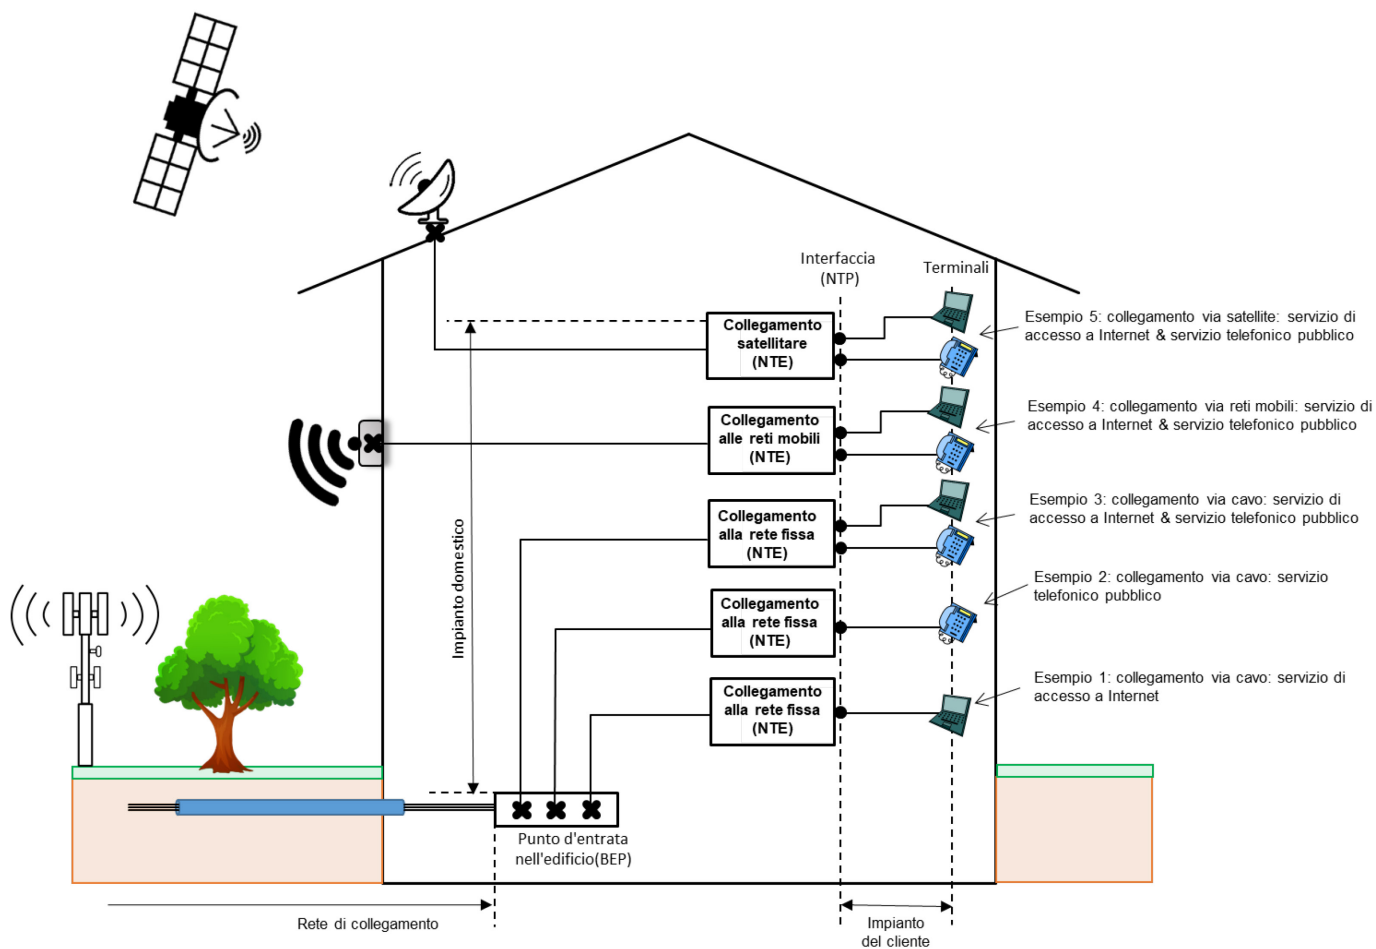 Interfaccia
(NTP)
Terminali
Collegamento
satellitare
(NTE)
Esempio 5: collegamento via satellite: servizio di
accesso a Internet & servizio telefonico pubblico
Collegamento
alle reti mobili
(NTE)
Esempio 4: collegamento via reti mobili: servizio di
accesso a Internet & servizio telefonico pubblico
Collegamento
alla rete fissa
(NTE)
Esempio 3: collegamento via cavo: servizio di
accesso a Internet & servizio telefonico pubblico
Impianto domestico
Collegamento
alla rete fissa
(NTE)
Esempio 2: collegamento via cavo: servizio
telefonico pubblico
Collegamento
alla rete fissa
(NTE)
Esempio 1: collegamento via cavo: servizio di
accesso a Internet
Punto d'entrata
nell'edificio(BEP)
Rete di collegamento
Impianto
del cliente